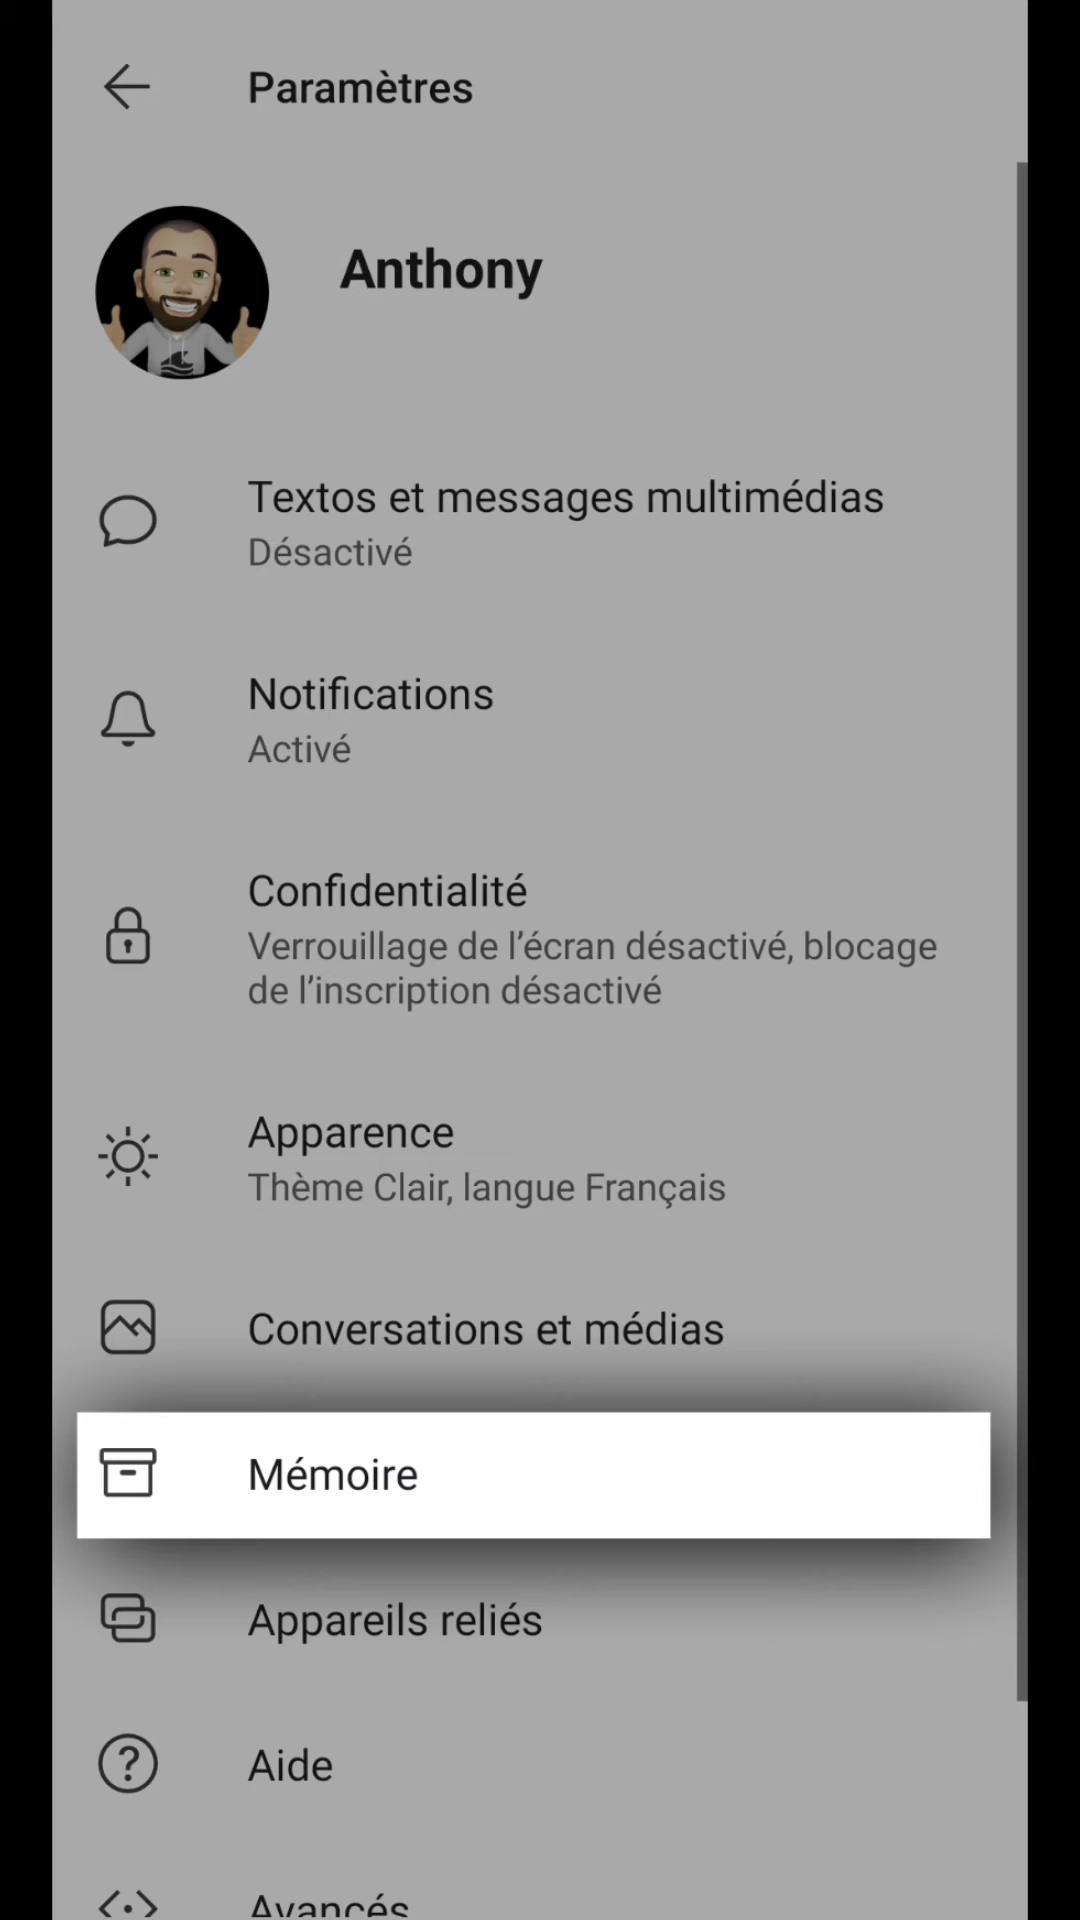 Paramètres
Anthony
Textos et messages multimédias
Désactivé
Notifications
Activé
Confidentialité
Verrouillage de l’écran désactivé, blocage
de l’inscription désactivé
Apparence
Thème Clair, langue Français
Conversations et médias
Mémoire
Appareils reliés
Aide
Avancés